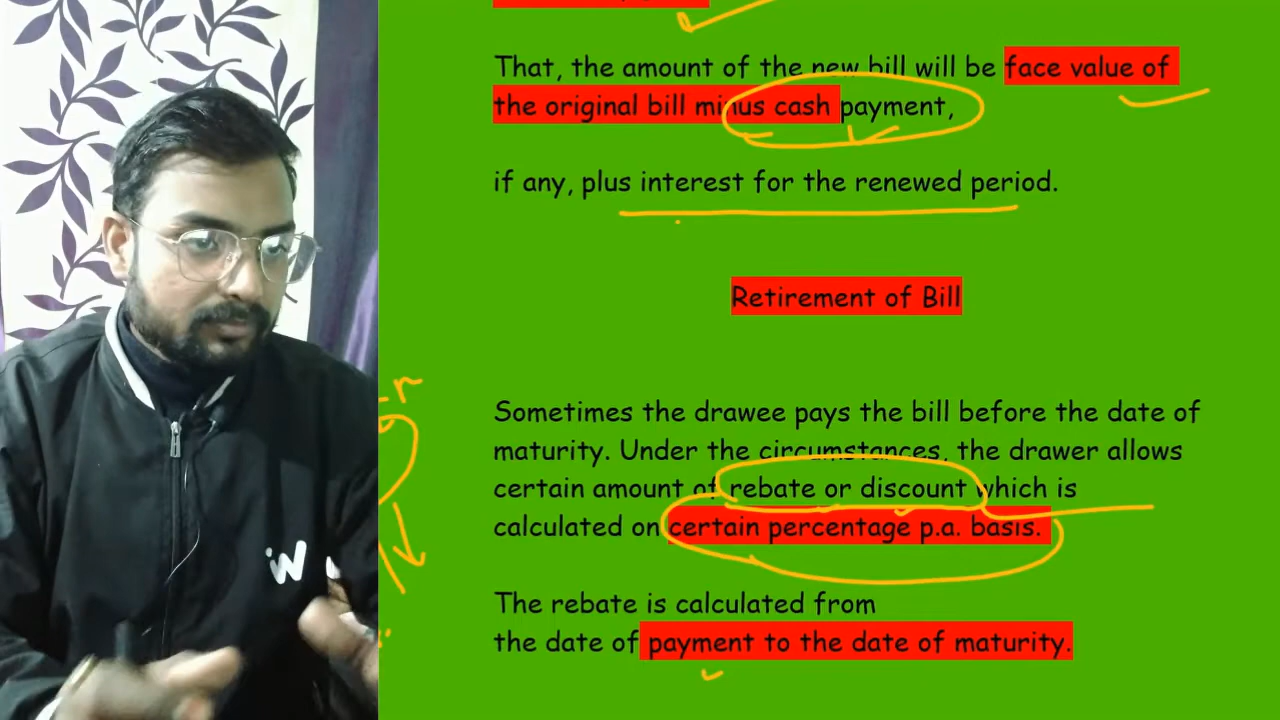 That, the amount of the new bill will be face value of
the original bill minus cash payment,
if any, plus interest for the renewed period.
Retirement of Bill
Sometimes the drawee pays the bill before the date of
maturity. Under the circumstances, the drawer allows
certain amount of rebate or discount which is
calculated on certain percentage p.a. basis.
The rebate is calculated from
the date of payment to the date of maturity.